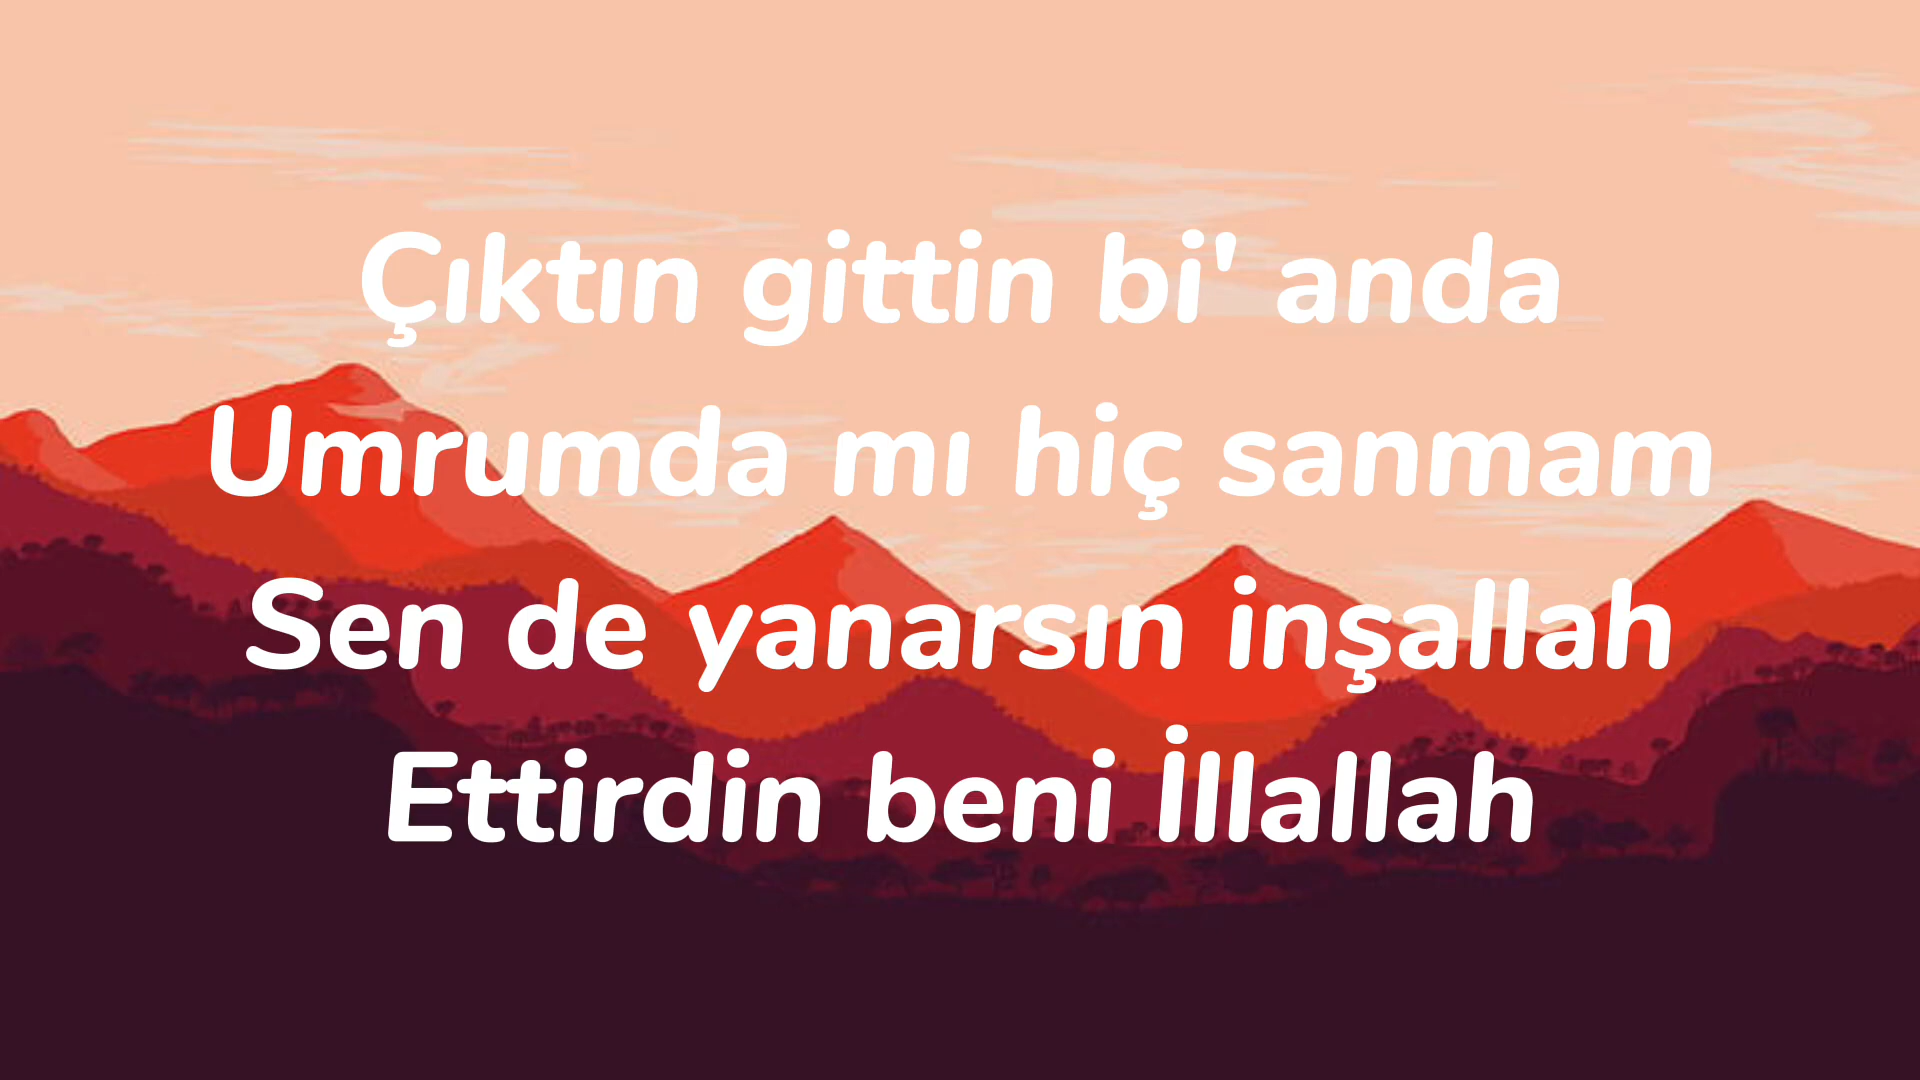 Çıktın gittin bi' anda
Umrumda mı hiç sanmam
Sen de yanarsın inşallah
Ettirdin beni İllallah